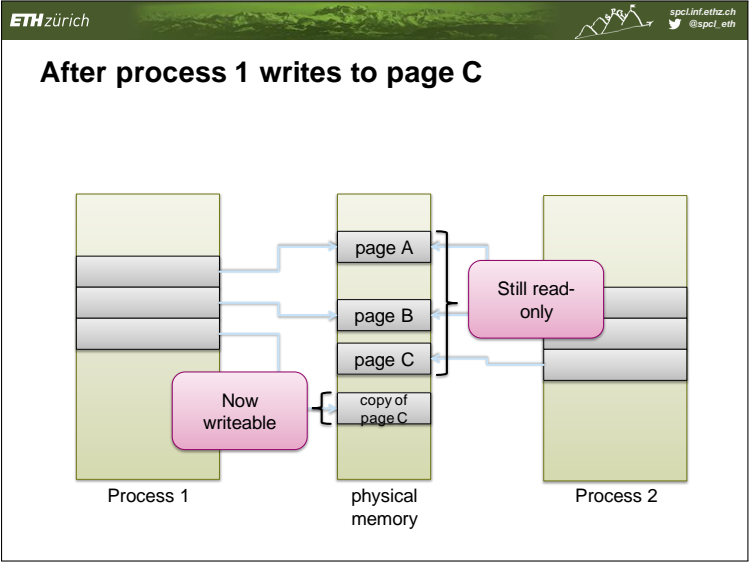 ETH zürich
spcl.inf.ethz.ch
@spcl_eth
After process 1 writes to page C
page A
Still read-
only
page B
page C
Now
writeable
copy of
page C
Process 1
physical
memory
Process 2